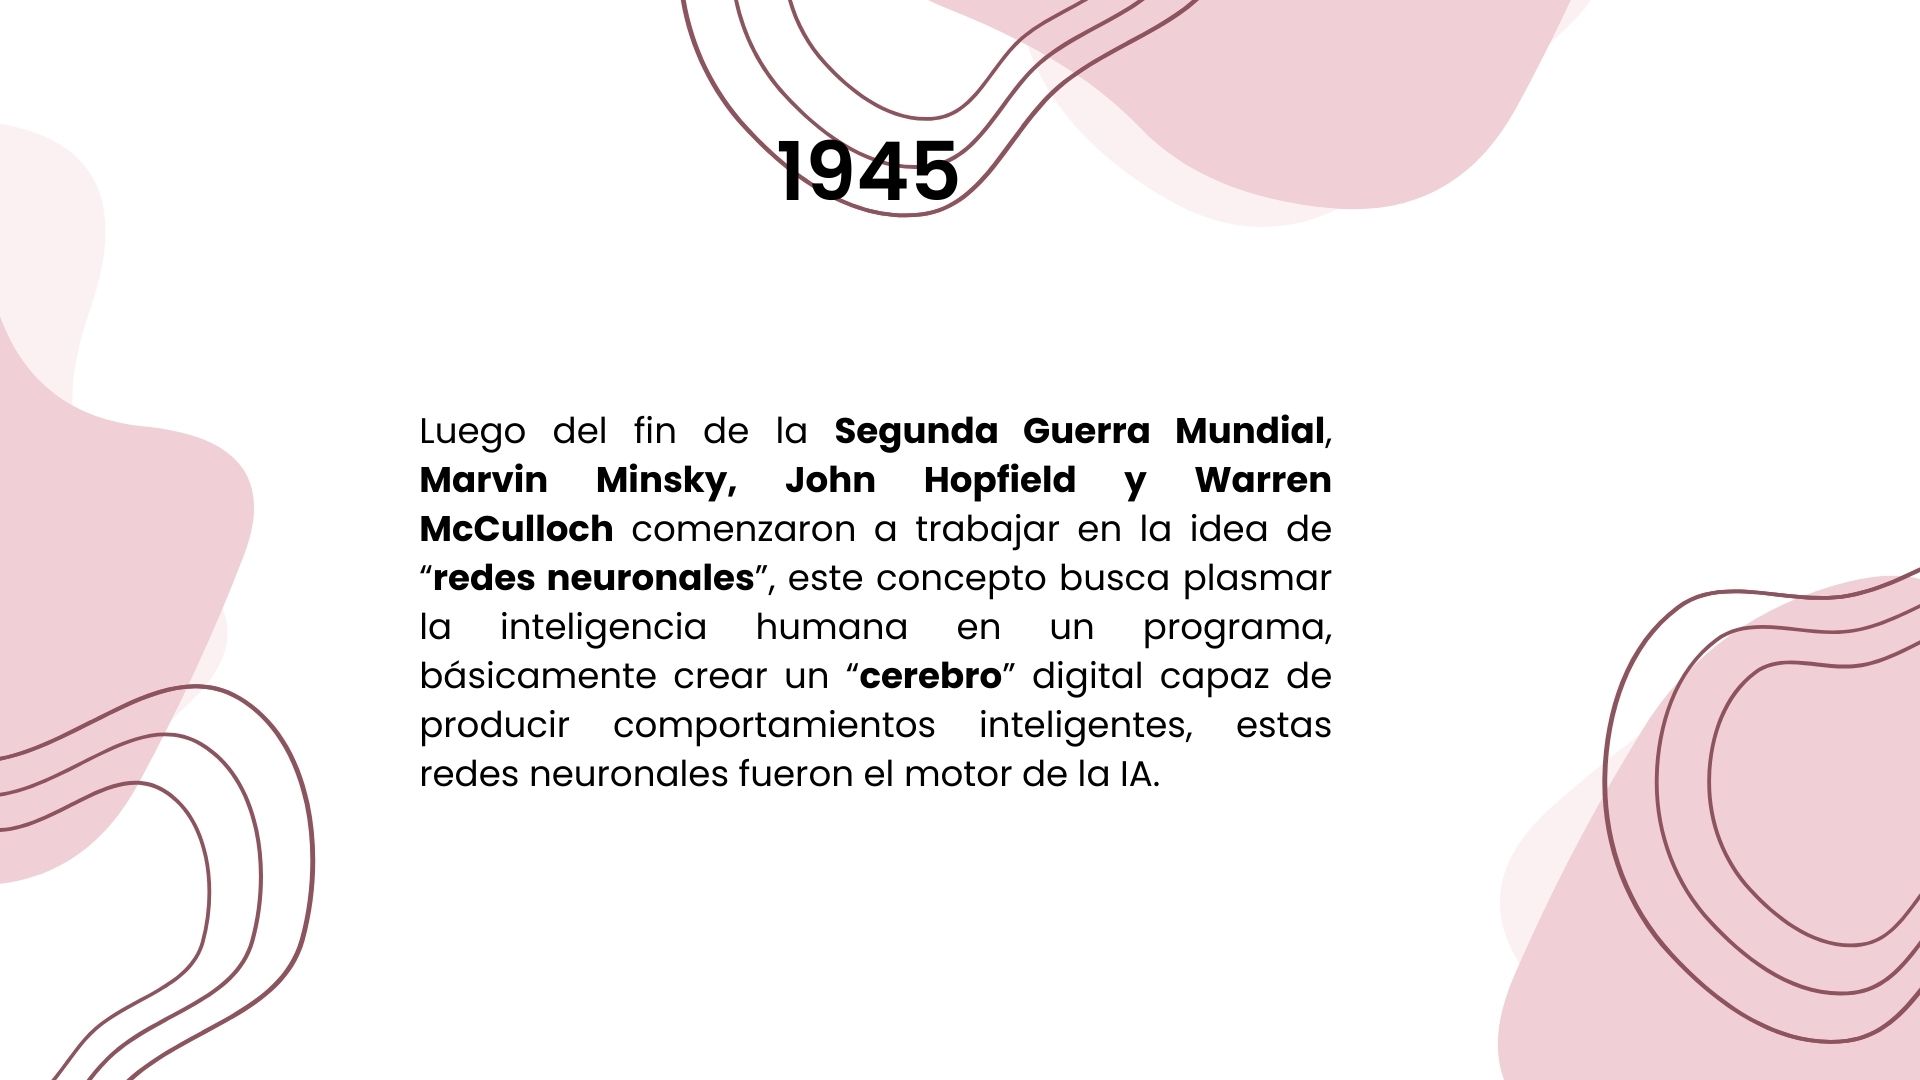 1945
Luego del fin de la Segunda Guerra Mundial,
Marvin Minsky, John Hopfield y Warren
McCulloch comenzaron a trabajar en la idea de
“redes neuronales”, este concepto busca plasmar
la inteligencia humana en un programa,
básicamente crear un “cerebro” digital capaz de
producir comportamientos inteligentes, estas
redes neuronales fueron el motor de la IA.